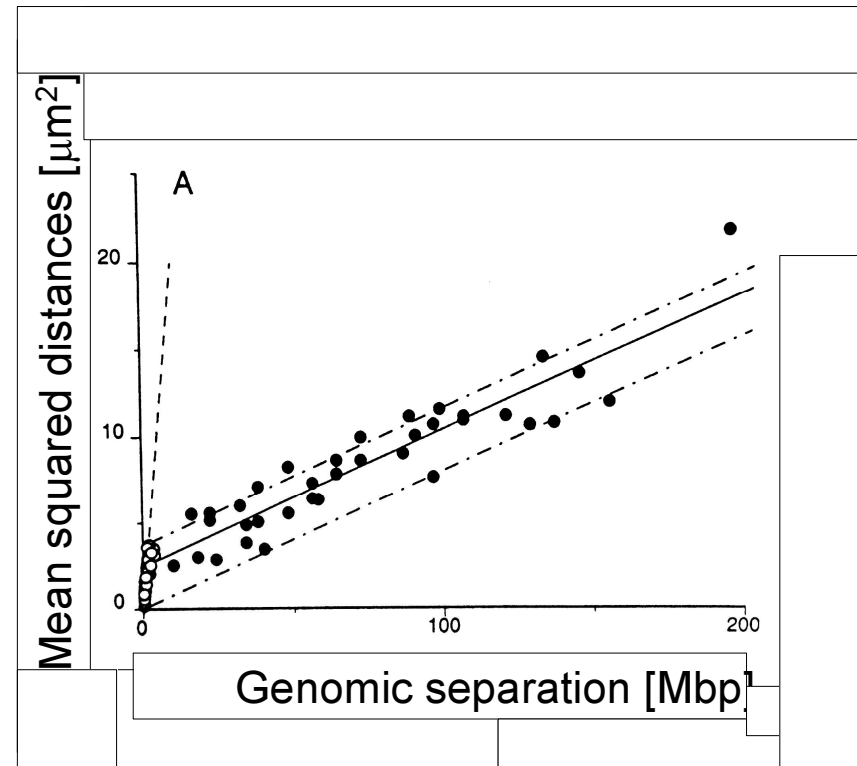 Mean squared distances [μm²]
A
20
10
0
0 100 200
Genomic separation [Mbp]